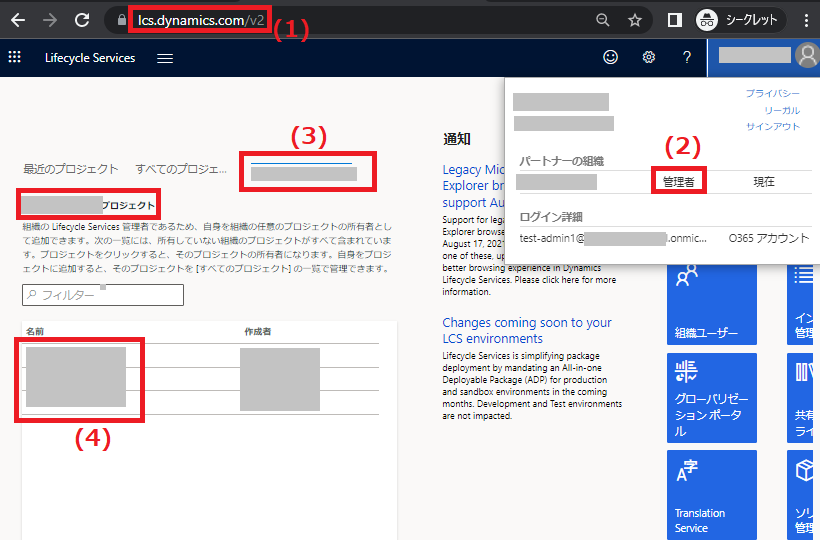 lcs.dynamics.com/v2
(1)
シークレット
Lifecycle Services
?
プライバシー
リーガル
サインアウト
(2)
パートナーの組織
管理者
現在
ログイン詳細
test-admin1@
.onmic...
O365 アカウント
(3)
最近のプロジェクト
すべてのプロジェ...
プロジェクト
組織の Lifecycle Services 管理者であるため、自身を組織の任意のプロジェクトの所有者とし
て追加できます。次の一覧には、所有していない組織のプロジェクトがすべて含まれていま
す。プロジェクトをクリックすると、そのプロジェクトの所有者になります。自身をプロジ
ェクトに追加すると、そのプロジェクトを [すべてのプロジェクト] の一覧で管理できます。
フィルター
名前
作成者
(4)
通知
Legacy Mic
Explorer br
support Au
Support for lega
Explorer browse
August 17, 2021
one of these, up
better browsing experience in Dynamics
Lifecycle Services. Please click here for more
information.
Changes coming soon to your
LCS environments
Lifecycle Services is simplifying package
deployment by mandating an All-in-one
Deployable Package (ADP) for production
and sandbox environments in the coming
months. Development and Test environments
are not impacted.
組織ユーザー
イン
管理
グローバリゼー
ション ポータ
ル
共有
ライ
A字
Translation
Service
ソリ
管理